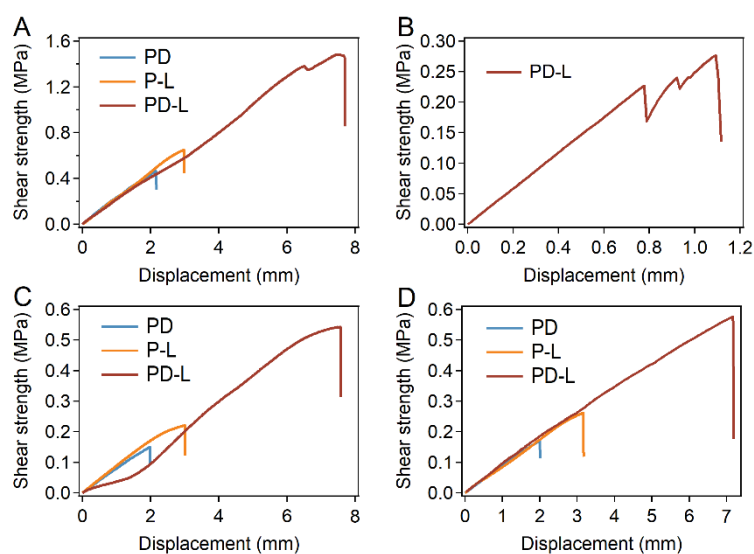 A
Shear strength (MPa)
1.6
1.2
0.8
0.4
0.0
PD
P-L
PD-L
0
2
4
6
8
Displacement (mm)
B
Shear strength (MPa)
0.30
0.25
0.20
0.15
0.10
0.05
0.00
PD-L
0.0
0.2
0.4
0.6
0.8
1.0
1.2
Displacement (mm)
C
Shear strength (MPa)
0.6
0.5
0.4
0.3
0.2
0.1
0.0
PD
P-L
PD-L
0
2
4
6
8
Displacement (mm)
D
Shear strength (MPa)
0.6
0.5
0.4
0.3
0.2
0.1
0.0
PD
P-L
PD-L
0
1
2
3
4
5
6
7
Displacement (mm)